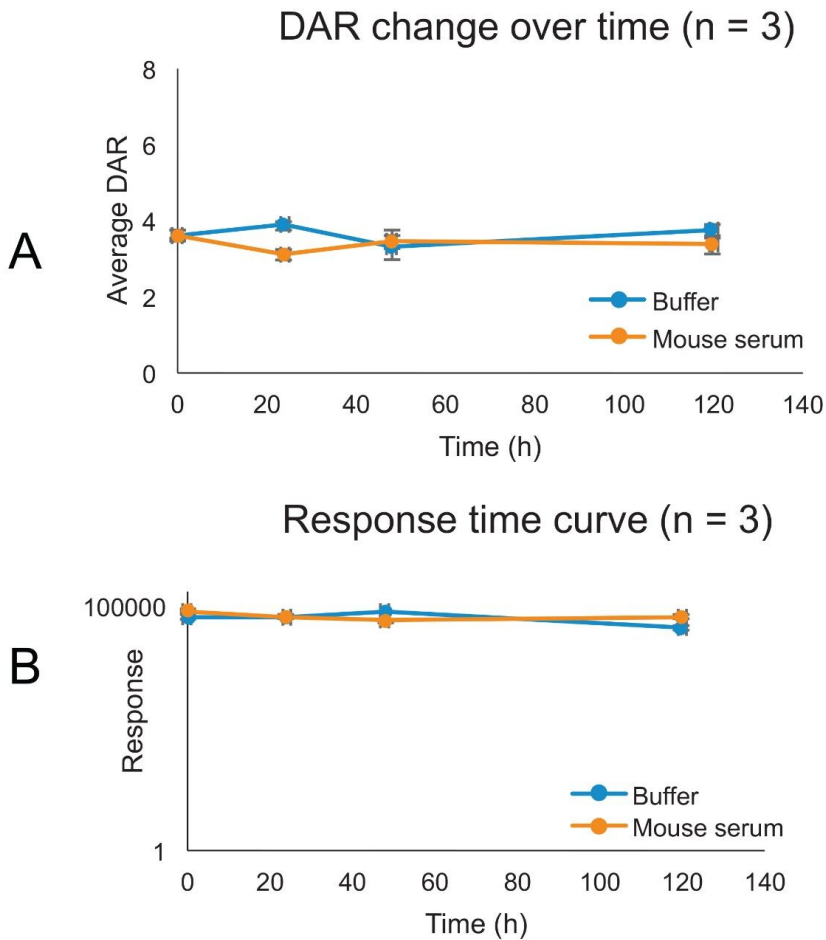 DAR change over time (n = 3)
A
Average DAR
8
6
4
2
0
0 20 40 60 80 100 120 140
Time (h)
Buffer
Mouse serum
Response time curve (n = 3)
B
Response
100000
1
0 20 40 60 80 100 120 140
Time (h)
Buffer
Mouse serum